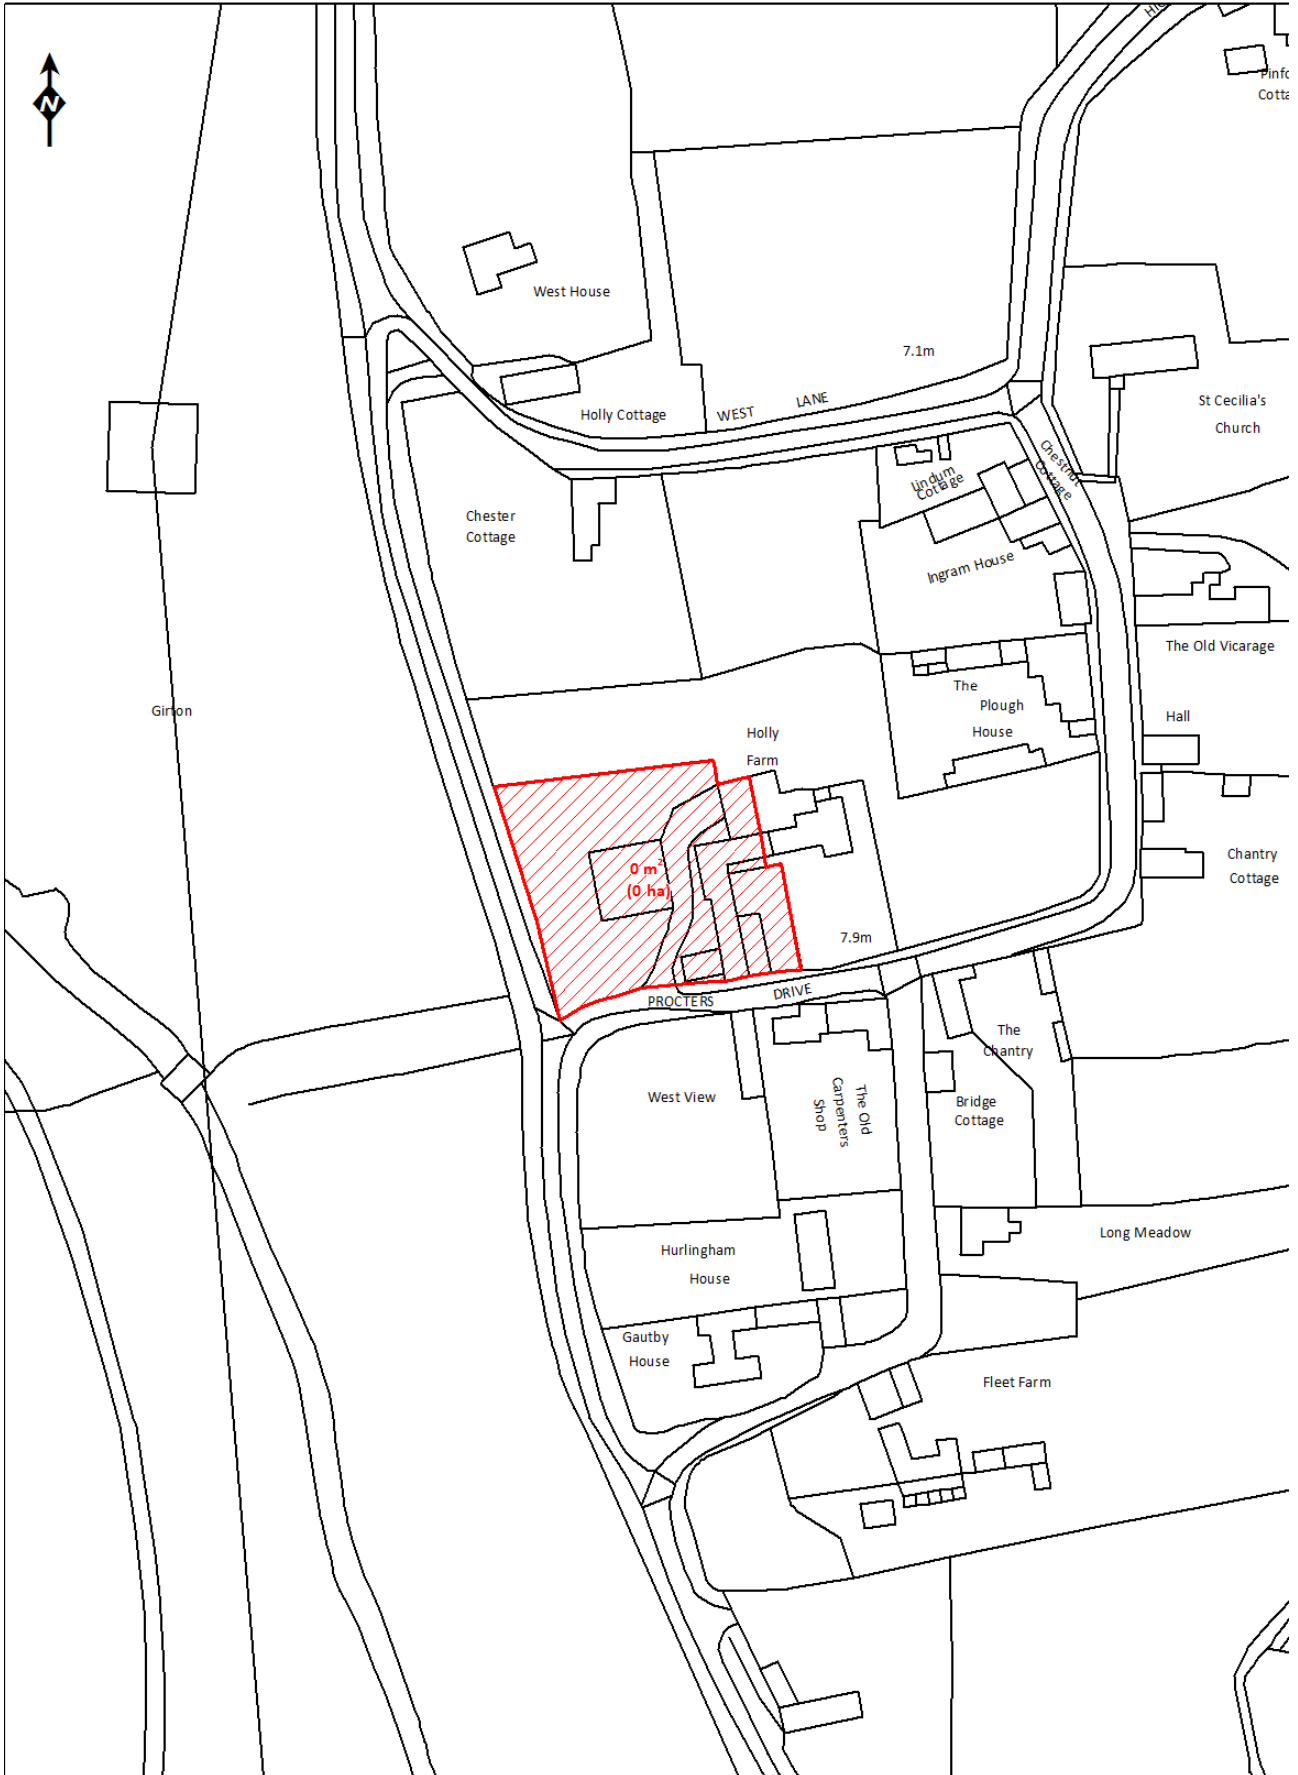 N
West House
7.1m
WEST LANE
Holly Cottage
St Cecilia's
Church
Chestnut
Cottage
Lindum
Cottage
Chester
Cottage
Ingram House
The Old Vicarage
The
Plough
House
Hall
Girton
Holly
Farm
Chantry
Cottage
0 m²
(0 ha)
7.9m
PROCTERS DRIVE
The
Chantry
West View
The Old
Carpenters
Shop
Bridge
Cottage
Long Meadow
Hurlingham
House
Gautby
House
Fleet Farm